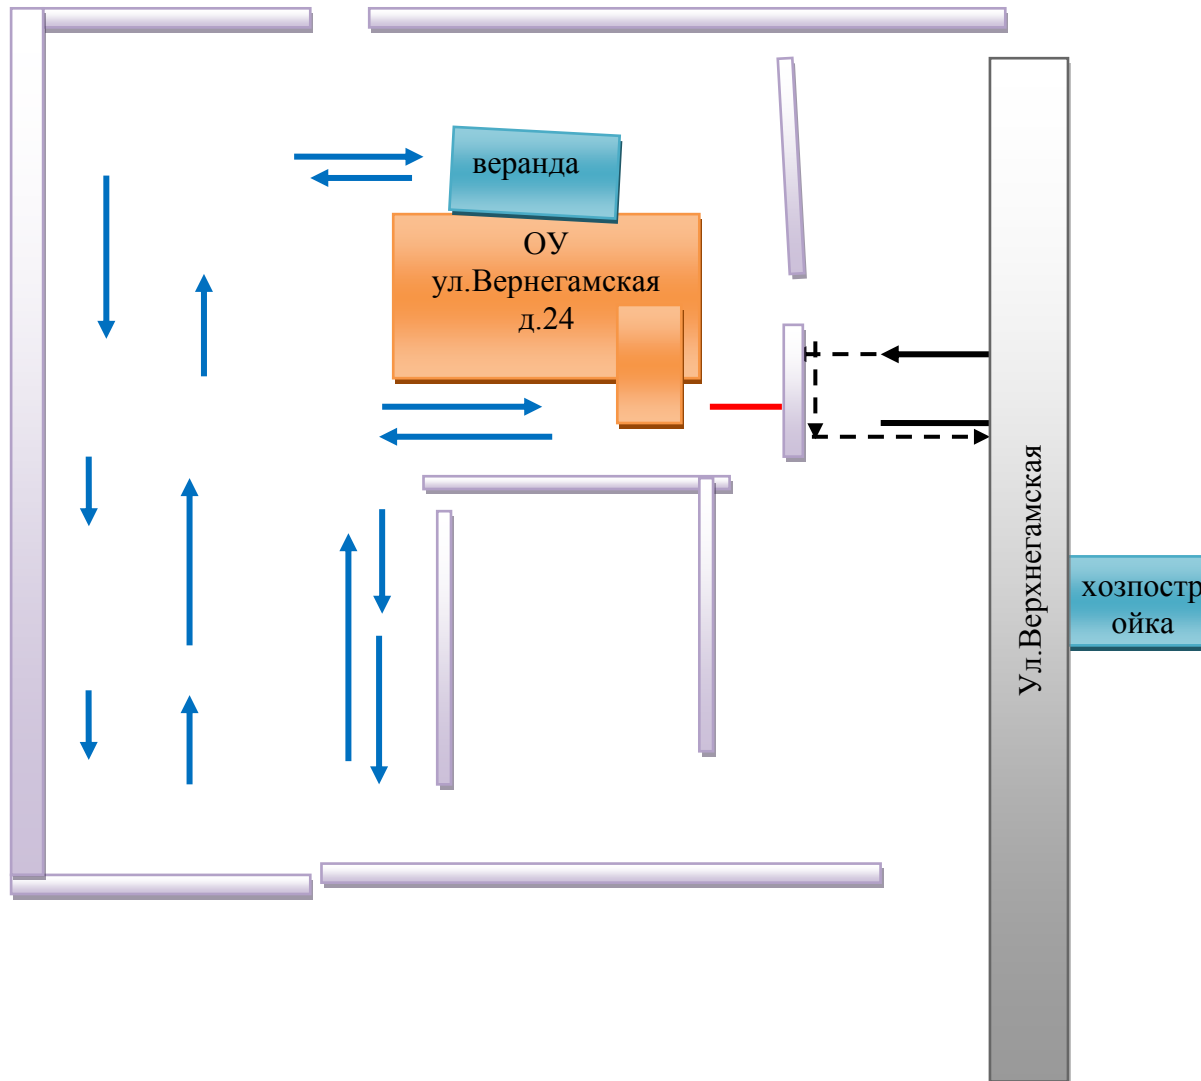 веранда
ОУ
ул.Вернегамская
д.24
Ул.Верхнегамская
хозпостр
ойка